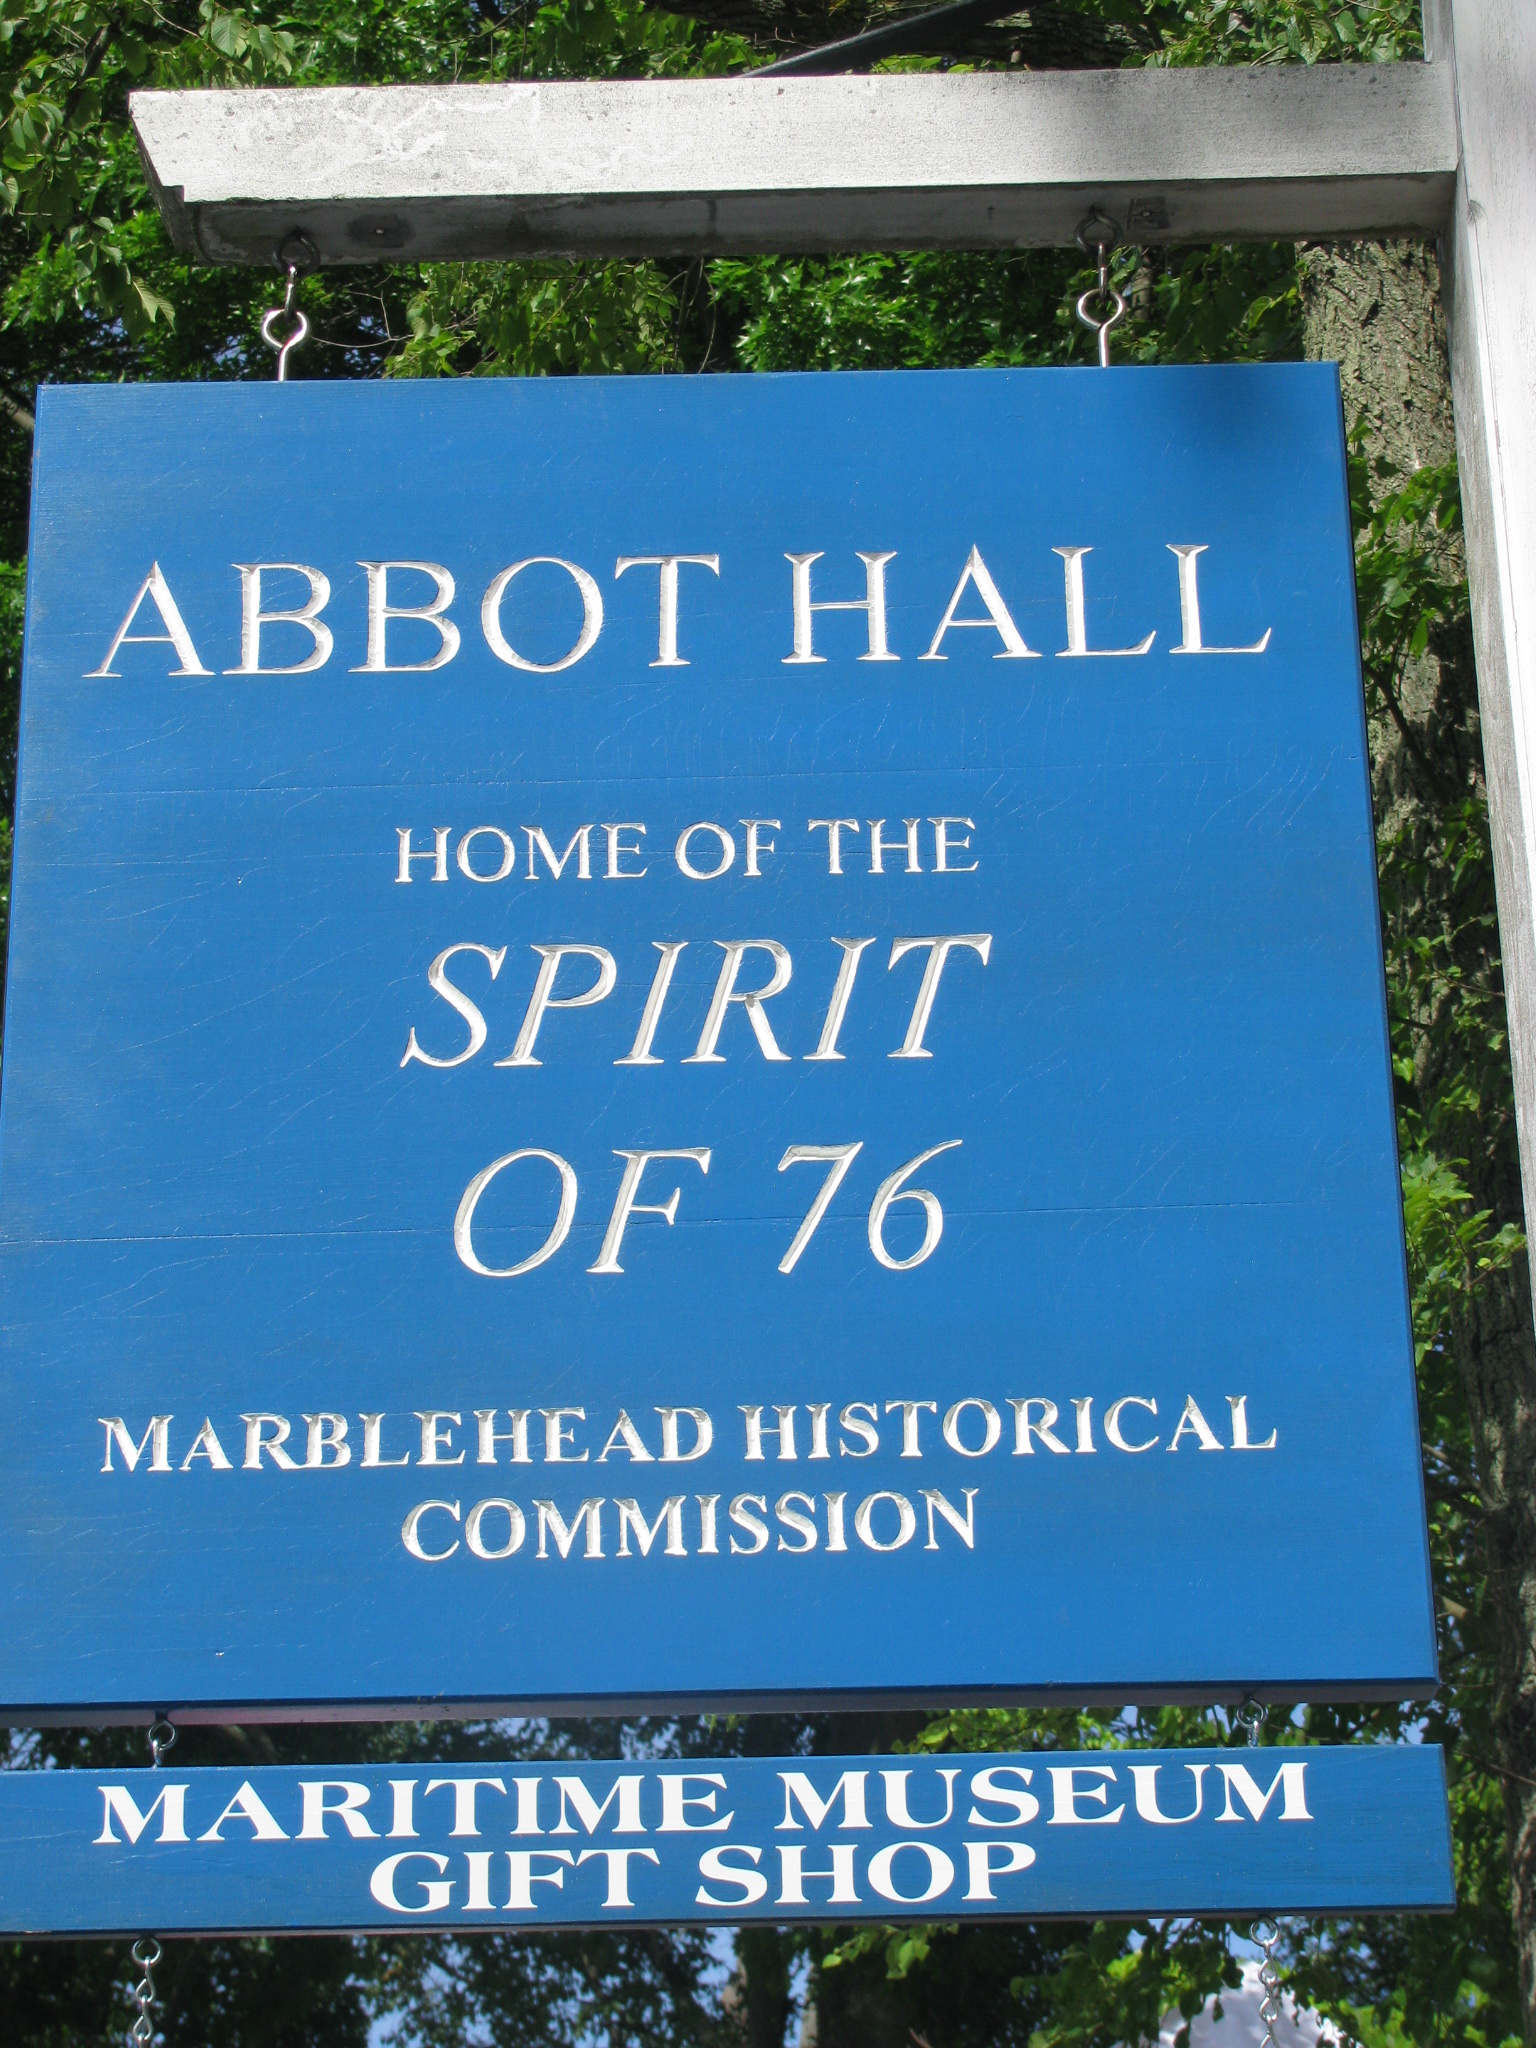 ABBOT HALL
HOME OF THE
SPIRIT
OF 76
MARBLEHEAD HISTORICAL
COMMISSION
MARITIME MUSEUM
GIFT SHOP